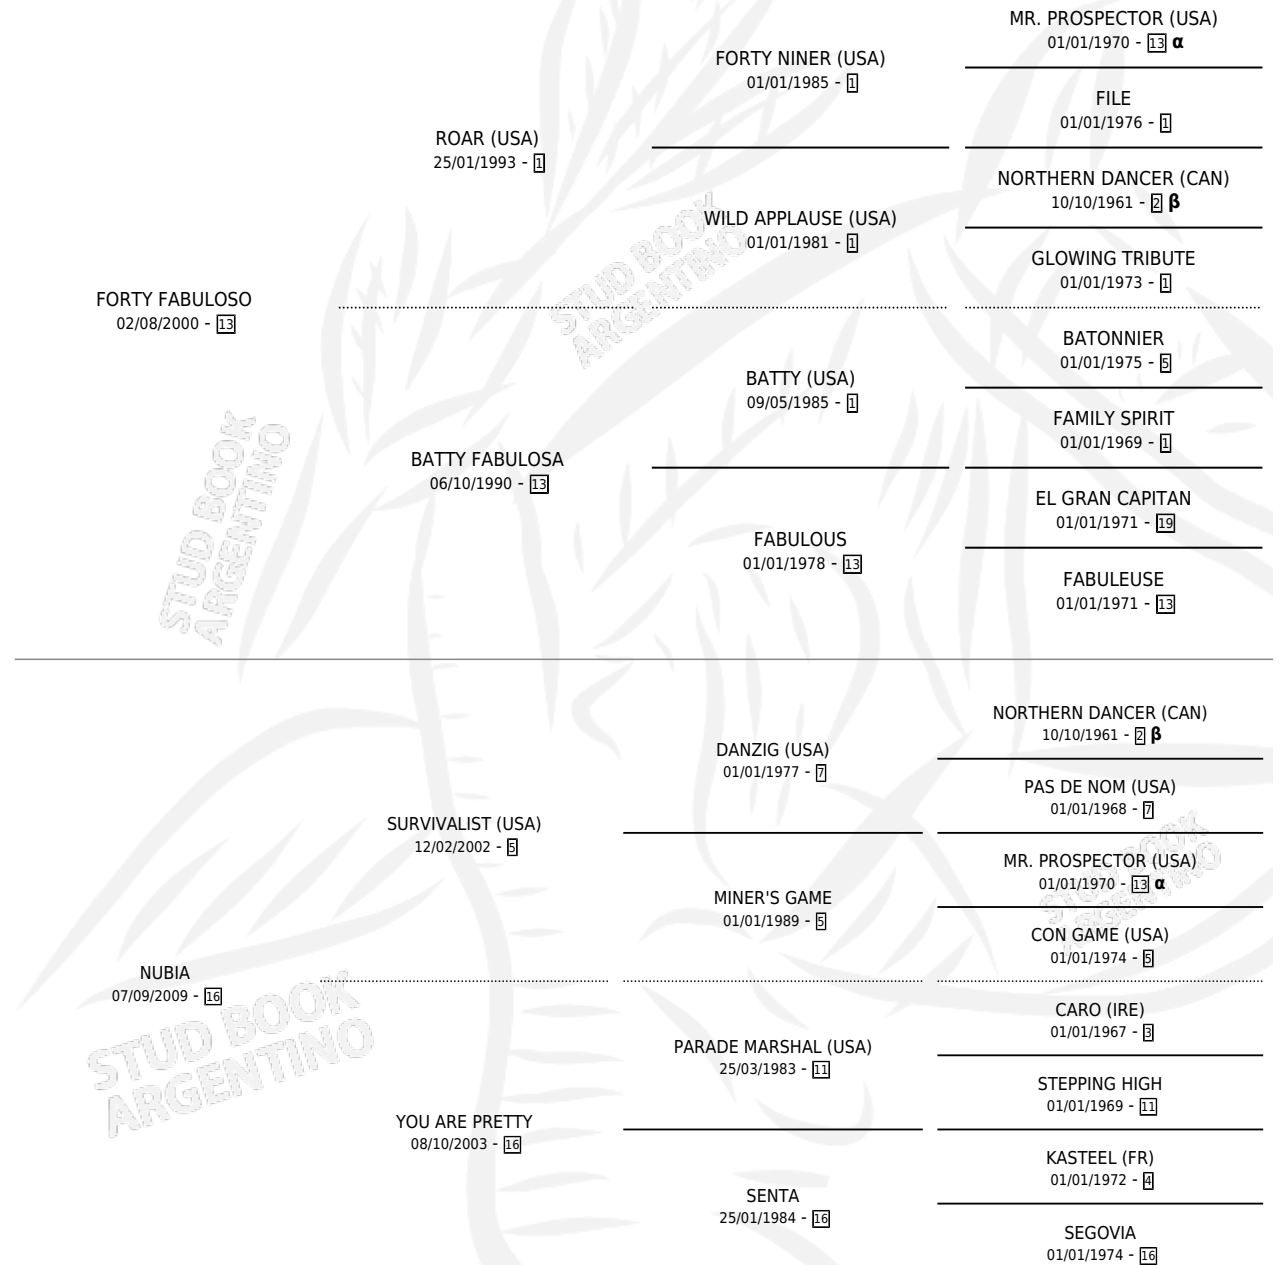 MR. PROSPECTOR (USA)
01/01/1970 - 13 α
FORTY NINER (USA)
01/01/1985 - 1
FILE
01/01/1976 - 1
ROAR (USA)
25/01/1993 - 1
NORTHERN DANCER (CAN)
10/10/1961 - 2 β
WILD APPLAUSE (USA)
01/01/1981 - 1
GLOWING TRIBUTE
01/01/1973 - 1
FORTY FABULOSO
02/08/2000 - 13
BATONNIER
01/01/1975 - 5
BATTY (USA)
09/05/1985 - 1
FAMILY SPIRIT
01/01/1969 - 1
BATTY FABULOSA
06/10/1990 - 13
EL GRAN CAPITAN
01/01/1971 - 19
FABULOUS
01/01/1978 - 13
FABULEUSE
01/01/1971 - 13
NORTHERN DANCER (CAN)
10/10/1961 - 2 β
DANZIG (USA)
01/01/1977 - 7
PAS DE NOM (USA)
01/01/1968 - 7
SURVIVALIST (USA)
12/02/2002 - 5
MR. PROSPECTOR (USA)
01/01/1970 - 13 α
MINER'S GAME
01/01/1989 - 5
CON GAME (USA)
01/01/1974 - 5
NUBIA
07/09/2009 - 16
CARO (IRE)
01/01/1967 - 3
PARADE MARSHAL (USA)
25/03/1983 - 11
STEPPING HIGH
01/01/1969 - 11
YOU ARE PRETTY
08/10/2003 - 16
KASTEEL (FR)
01/01/1972 - 4
SENTA
25/01/1984 - 16
SEGOVIA
01/01/1974 - 16
STUD BOOK
ARGENTINO
STUD BOOK
ARGENTINO
STUD BOOK
ARGENTINO
STUD BOOK
ARGENTINO